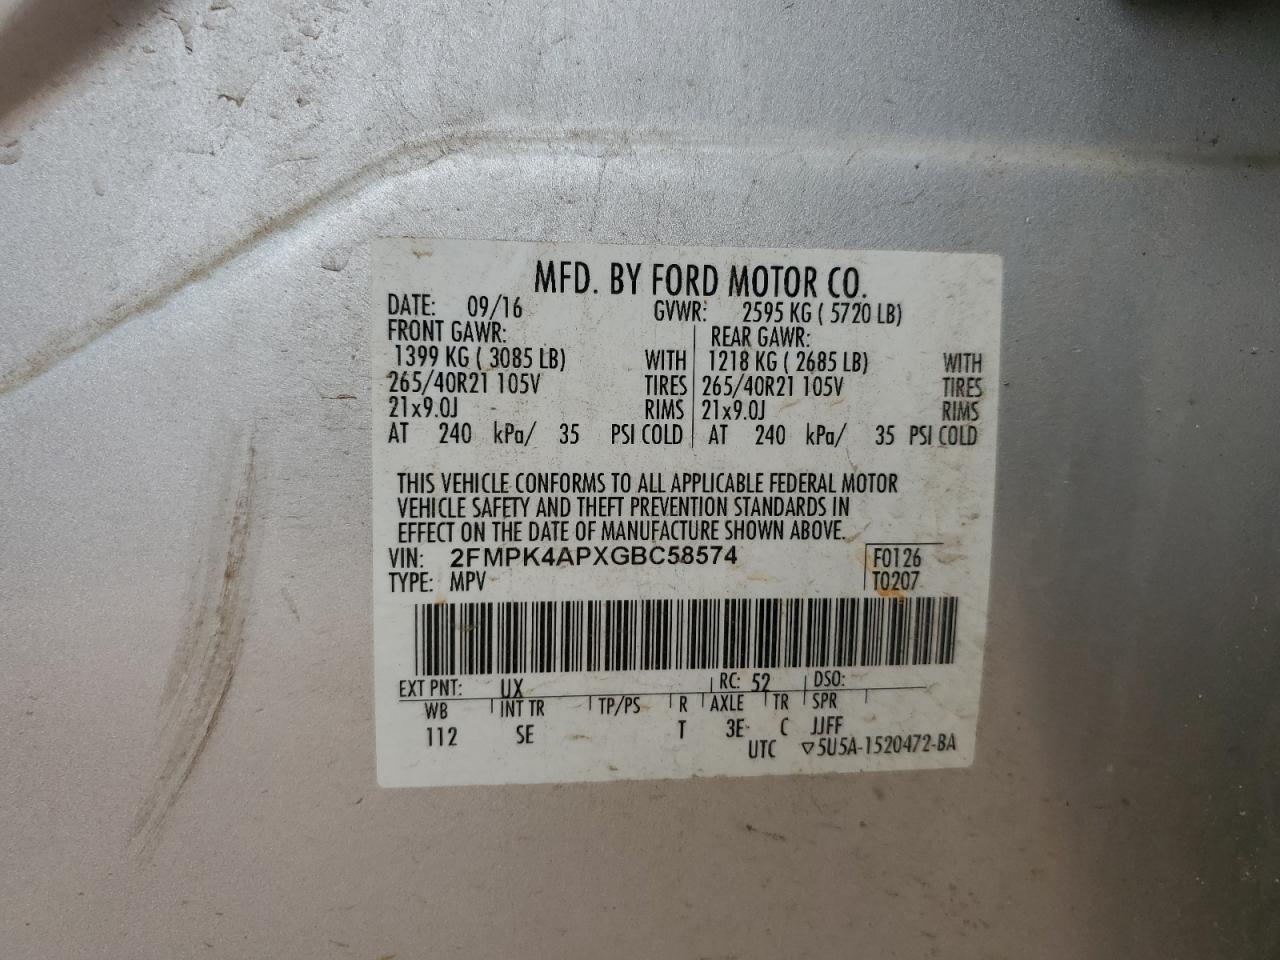 MFD. BY FORD MOTOR CO.
DATE: 09/16 GVWR: 2595 KG ( 5720 LB)
FRONT GAWR: REAR GAWR:
1399 KG ( 3085 LB) WITH 1218 KG ( 2685 LB) WITH
265/40R21 105V TIRES 265/40R21 105V TIRES
21x9.0J RIMS 21x9.0J RIMS
AT 240 kPa/ 35 PSI COLD AT 240 kPa/ 35 PSI COLD
THIS VEHICLE CONFORMS TO ALL APPLICABLE FEDERAL MOTOR
VEHICLE SAFETY AND THEFT PREVENTION STANDARDS IN
EFFECT ON THE DATE OF MANUFACTURE SHOWN ABOVE.
VIN: 2FMPK4APXGBC58574 F0126
TYPE: MPV T0207
EXT PNT: UX RC: 52 DSO:
WB INT TR TP/PS R AXLE TR SPR
112 SE T 3E C JJFF
UTC ▽5U5A-1520472-BA